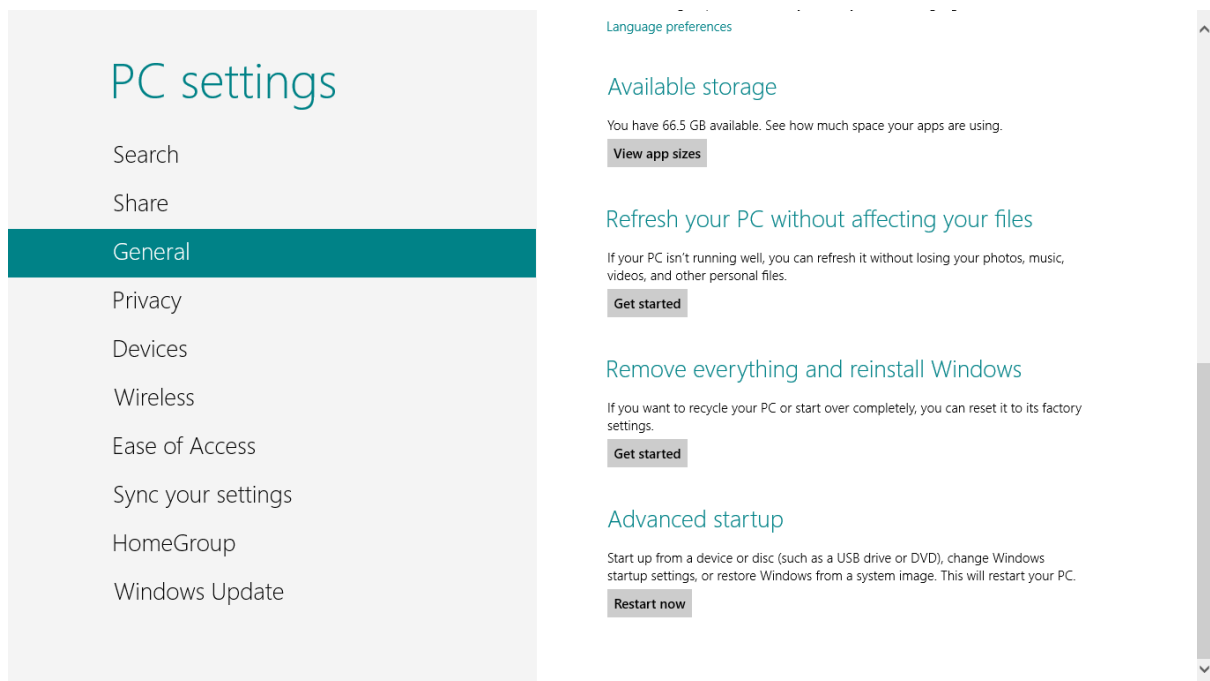 PC settings
Search
Share
General
Privacy
Devices
Wireless
Ease of Access
Sync your settings
HomeGroup
Windows Update
Language preferences
Available storage
You have 66.5 GB available. See how much space your apps are using.
View app sizes
Refresh your PC without affecting your files
If your PC isn't running well, you can refresh it without losing your photos, music,
videos, and other personal files.
Get started
Remove everything and reinstall Windows
If you want to recycle your PC or start over completely, you can reset it to its factory
settings.
Get started
Advanced startup
Start up from a device or disc (such as a USB drive or DVD), change Windows
startup settings, or restore Windows from a system image. This will restart your PC.
Restart now